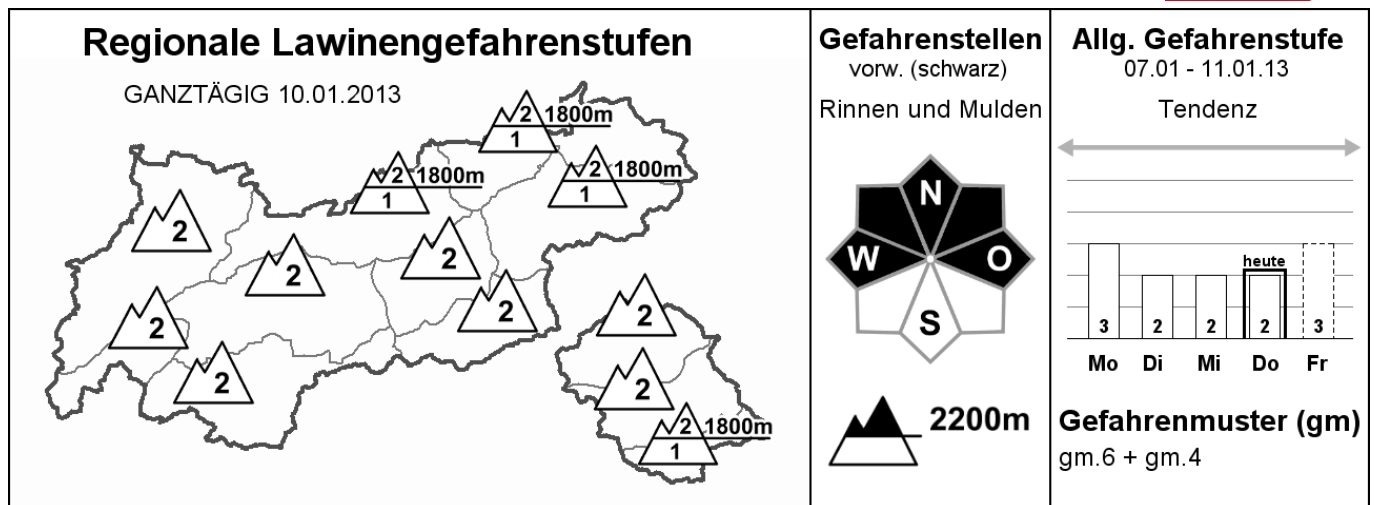 Regionale Lawinengefahrenstufen
GANZTÄGIG 10.01.2013
2 1800m
1
2 1800m
1
2 1800m
1
2
2
2
2
2
2
2
2
2 1800m
1
Gefahrenstellen
vorw. (schwarz)
Rinnen und Mulden
N
W O
S
2200m
Allg. Gefahrenstufe
07.01 - 11.01.13
Tendenz
heute
3 2 2 2 3
Mo Di Mi Do Fr
Gefahrenmuster (gm)
gm.6 + gm.4